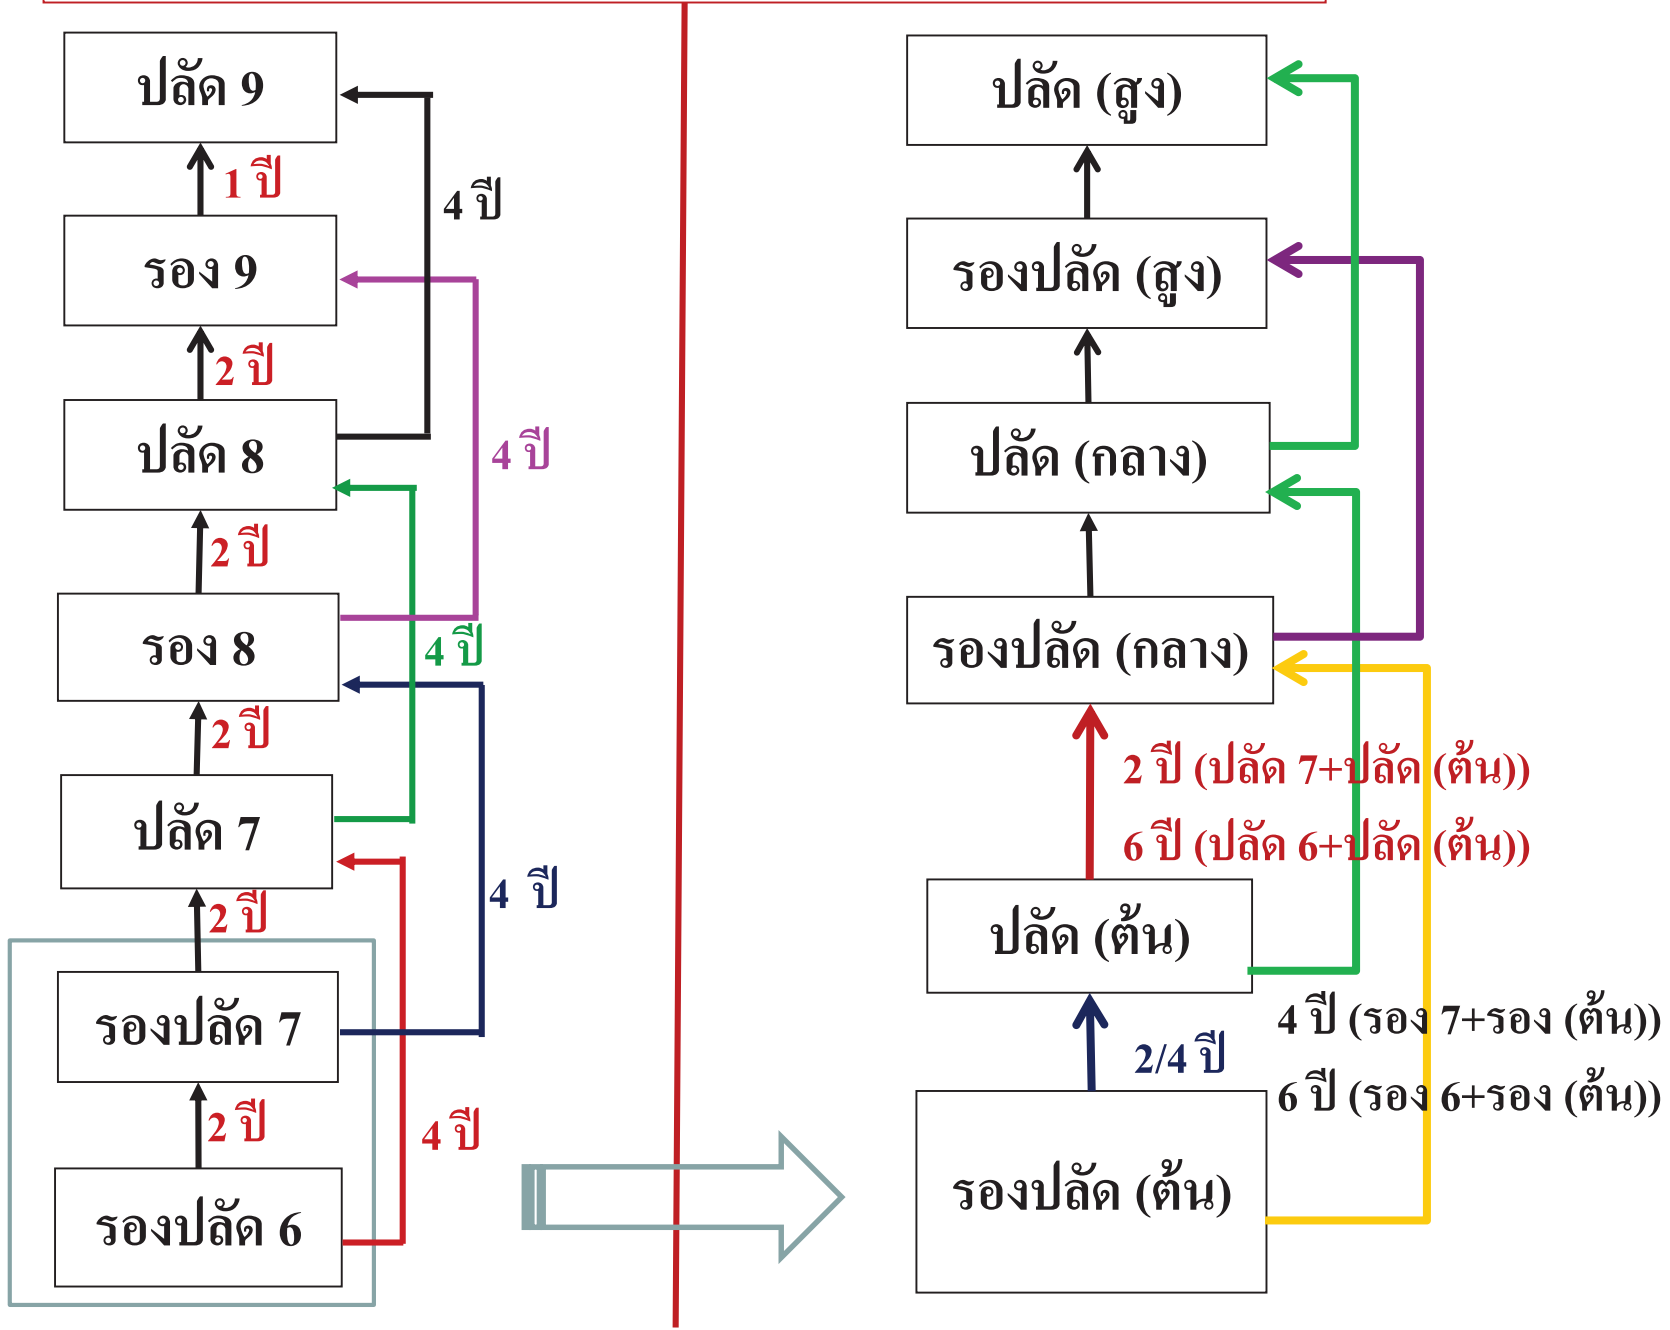 ปลัด 9
1 ปี
4 ปี
รอง 9
2 ปี
ปลัด 8
4 ปี
2 ปี
รอง 8
4 ปี
2 ปี
ปลัด 7
4 ปี
2 ปี
รองปลัด 7
2 ปี
4 ปี
รองปลัด 6
ปลัด (สูง)
รองปลัด (สูง)
ปลัด (กลาง)
รองปลัด (กลาง)
2 ปี (ปลัด 7+ปลัด (ต้น))
6 ปี (ปลัด 6+ปลัด (ต้น))
ปลัด (ต้น)
4 ปี (รอง 7+รอง (ต้น))
2/4 ปี
6 ปี (รอง 6+รอง (ต้น))
รองปลัด (ต้น)